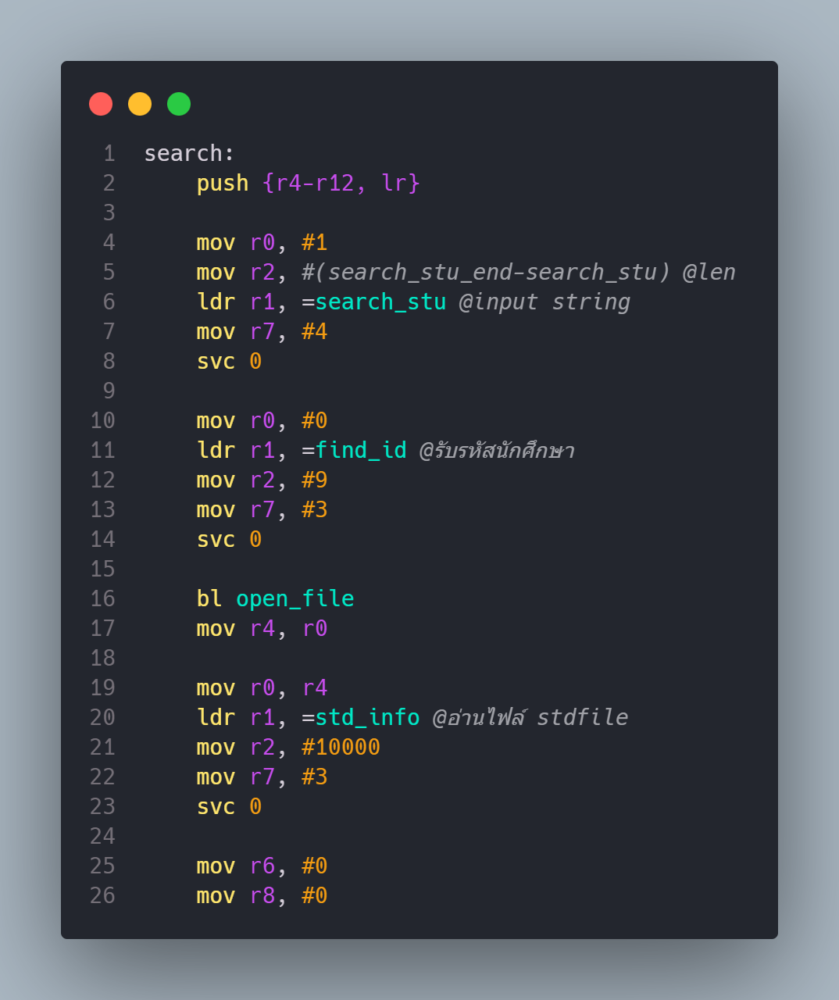 1 search:
2 push {r4-r12, lr}
3
4 mov r0, #1
5 mov r2, #(search_stu_end-search_stu) @len
6 ldr r1, =search_stu @input string
7 mov r7, #4
8 svc 0
9
10 mov r0, #0
11 ldr r1, =find_id @รับรหัสนักศึกษา
12 mov r2, #9
13 mov r7, #3
14 svc 0
15
16 bl open_file
17 mov r4, r0
18
19 mov r0, r4
20 ldr r1, =std_info @อ่านไฟล์ stdfile
21 mov r2, #10000
22 mov r7, #3
23 svc 0
24
25 mov r6, #0
26 mov r8, #0